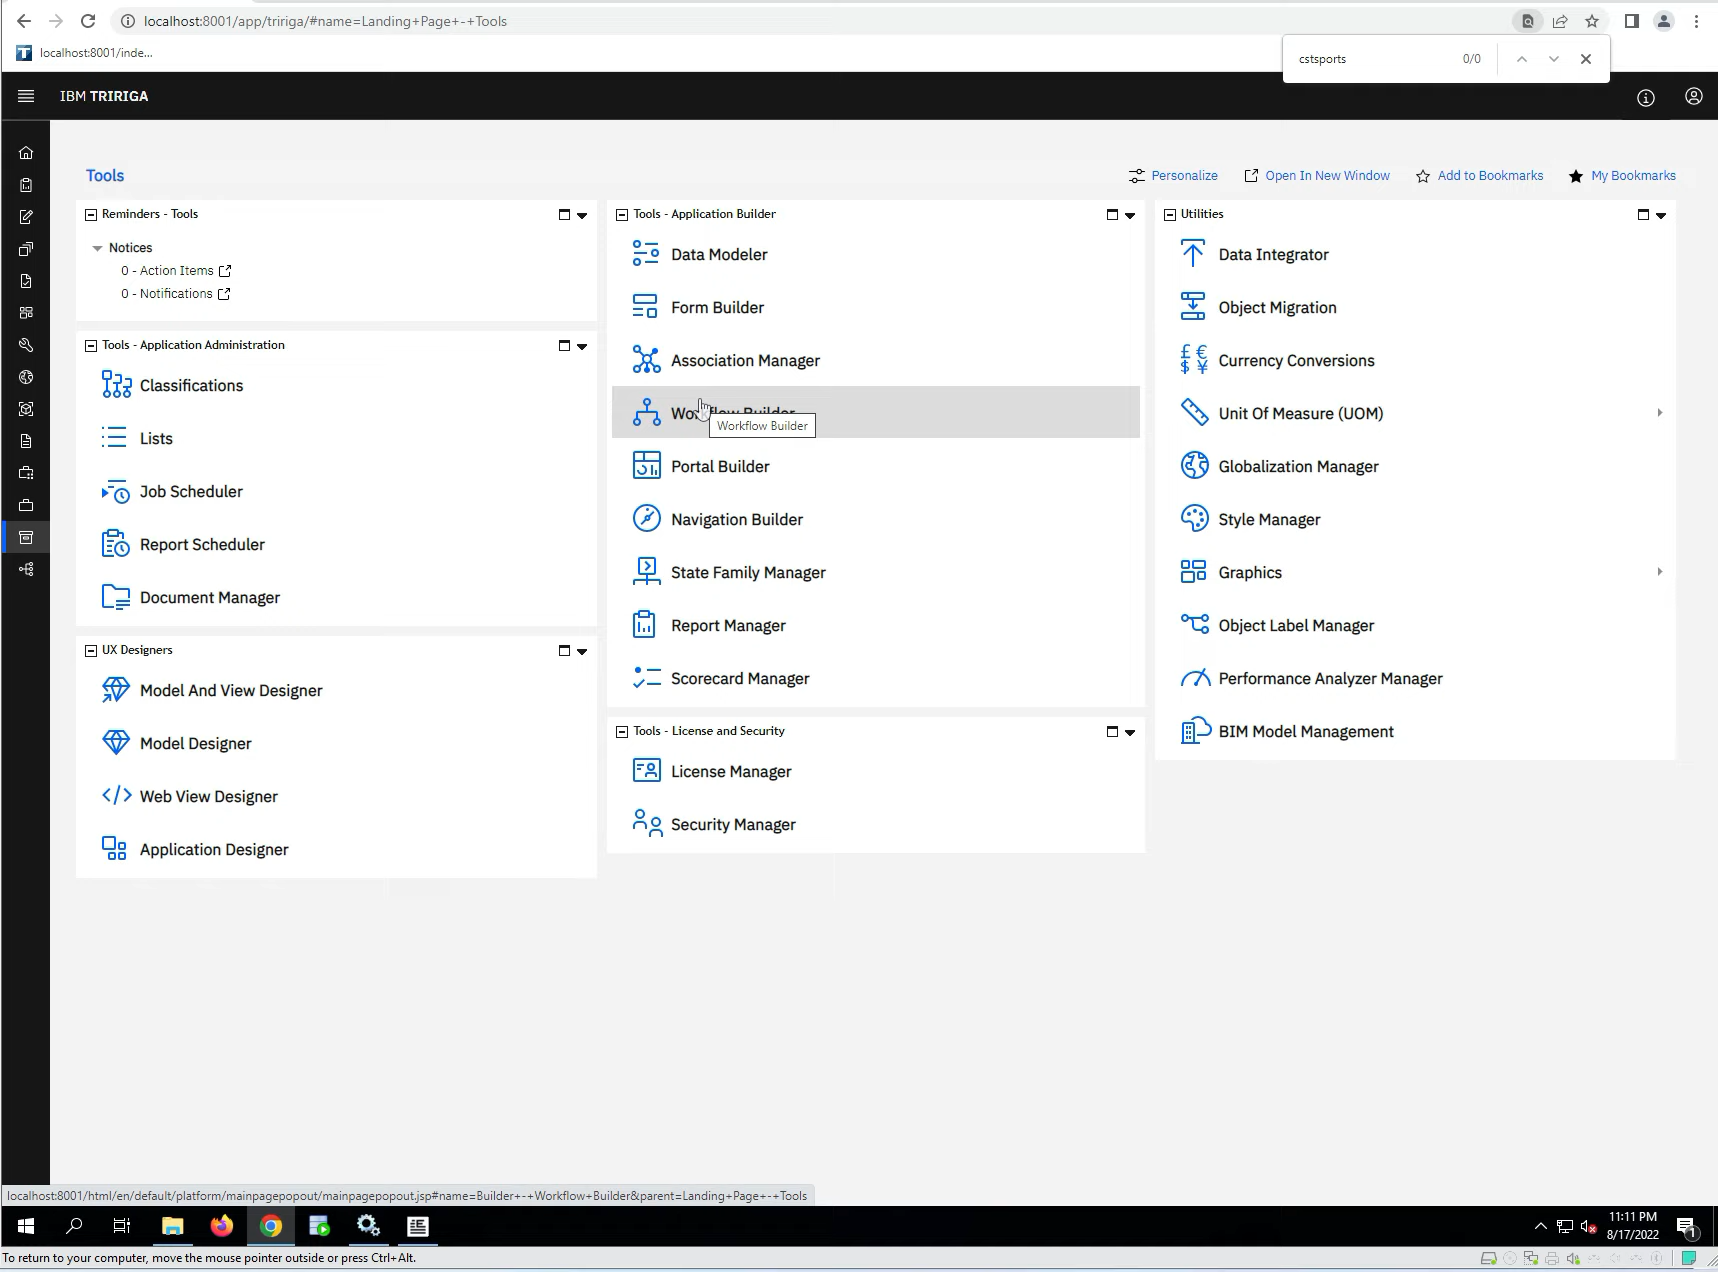 localhost:8001/app/tririga/#name=Landing+Page+-+Tools
localhost:8001/inde...
cstsports
0/0
IBM TRIRIGA
Tools
Personalize
Open In New Window
Add to Bookmarks
My Bookmarks
Reminders - Tools
Notices
0 - Action Items
0 - Notifications
Tools - Application Administration
Classifications
Lists
Job Scheduler
Report Scheduler
Document Manager
UX Designers
Model And View Designer
Model Designer
Web View Designer
Application Designer
Tools - Application Builder
Data Modeler
Form Builder
Association Manager
Workflow Builder
Workflow Builder
Portal Builder
Navigation Builder
State Family Manager
Report Manager
Scorecard Manager
Tools - License and Security
License Manager
Security Manager
Utilities
Data Integrator
Object Migration
Currency Conversions
Unit Of Measure (UOM)
Globalization Manager
Style Manager
Graphics
Object Label Manager
Performance Analyzer Manager
BIM Model Management
localhost:8001/html/en/default/platform/mainpagepopout/mainpagepopout.jsp#name=Builder+-+Workflow+Builder&parent=Landing+Page+-+Tools
11:11 PM
8/17/2022
1
To return to your computer, move the mouse pointer outside or press Ctrl+Alt.